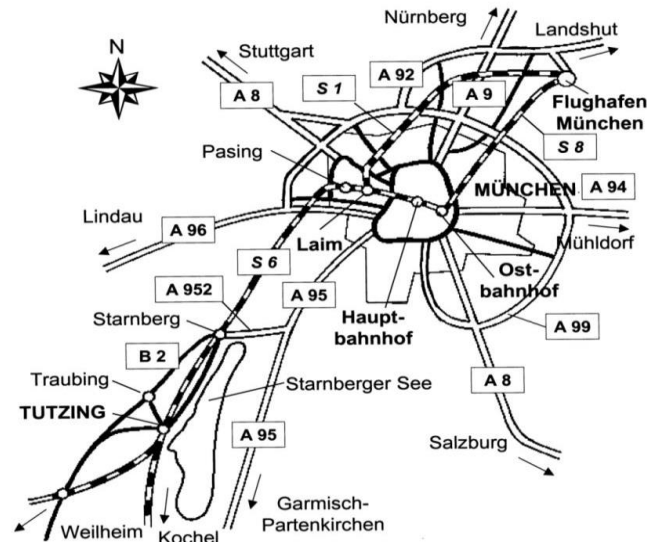 Nürnberg
Landshut
N
Stuttgart
A 92
A 8
S 1
A 9
Flughafen
München
S 8
Pasing
MÜNCHEN
A 94
Lindau
A 96
Laim
Mühldorf
S 6
Ost-
bahnhof
A 952
A 95
Haupt-
bahnhof
A 99
Starnberg
B 2
A 8
Traubing
Starnberger See
TUTZING
A 95
Salzburg
Garmisch-
Partenkirchen
Weilheim
Kochel